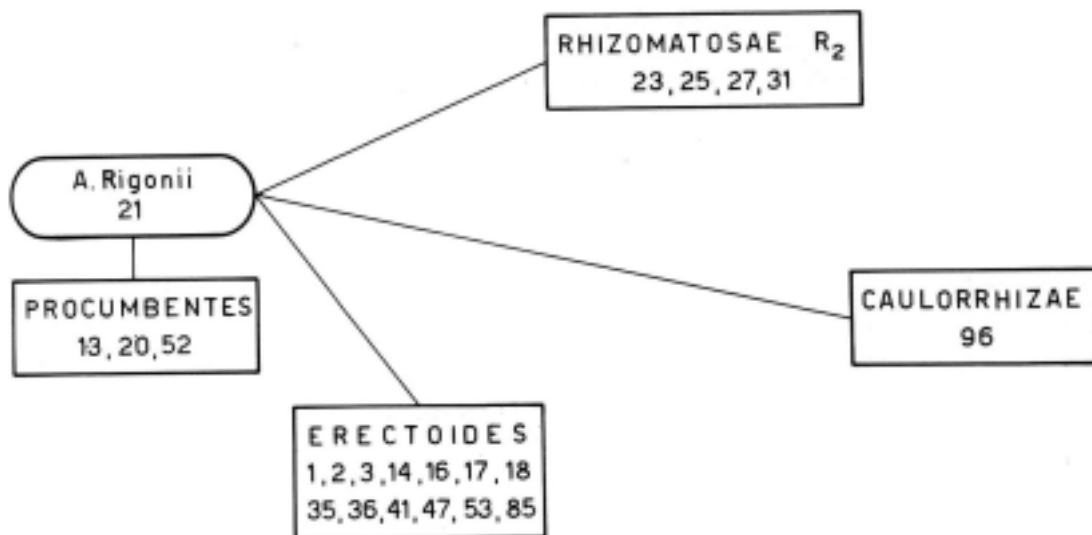 RHIZOMATOSAE R2
23, 25, 27, 31
A. Rigonii
21
PROCUMBENTES
13, 20, 52
CAULORRHIZAE
96
ERECTOIDES
1, 2, 3, 14, 16, 17, 18
35, 36, 41, 47, 53, 85